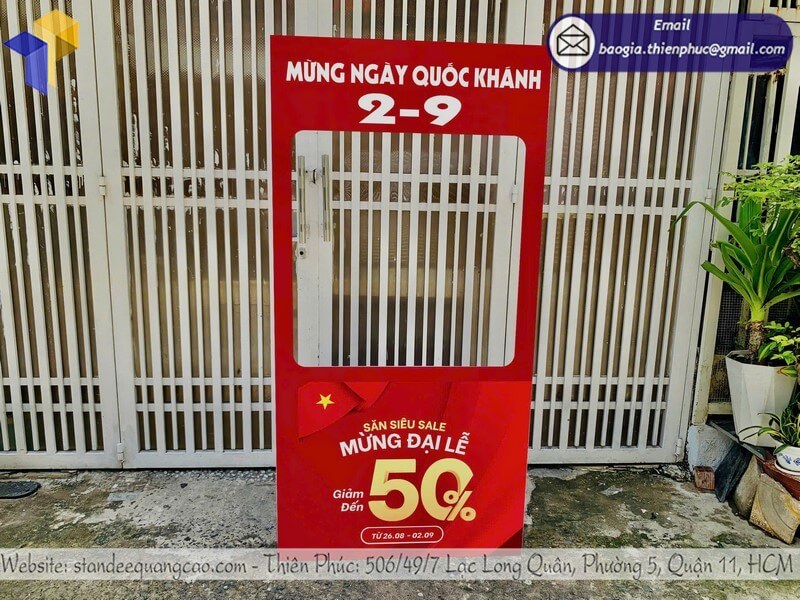 Email
baogia.thienphuc@gmail.com
MỪNG NGÀY QUỐC KHÁNH
2-9
SĂN SIÊU SALE
MỪNG ĐẠI LỄ
Giảm
Đến
50%
TỪ 26.08 - 02.09
Website: standeequangcao.com - Thiên Phúc: 506/49/7 Lạc Long Quân, Phường 5, Quận 11, HCM